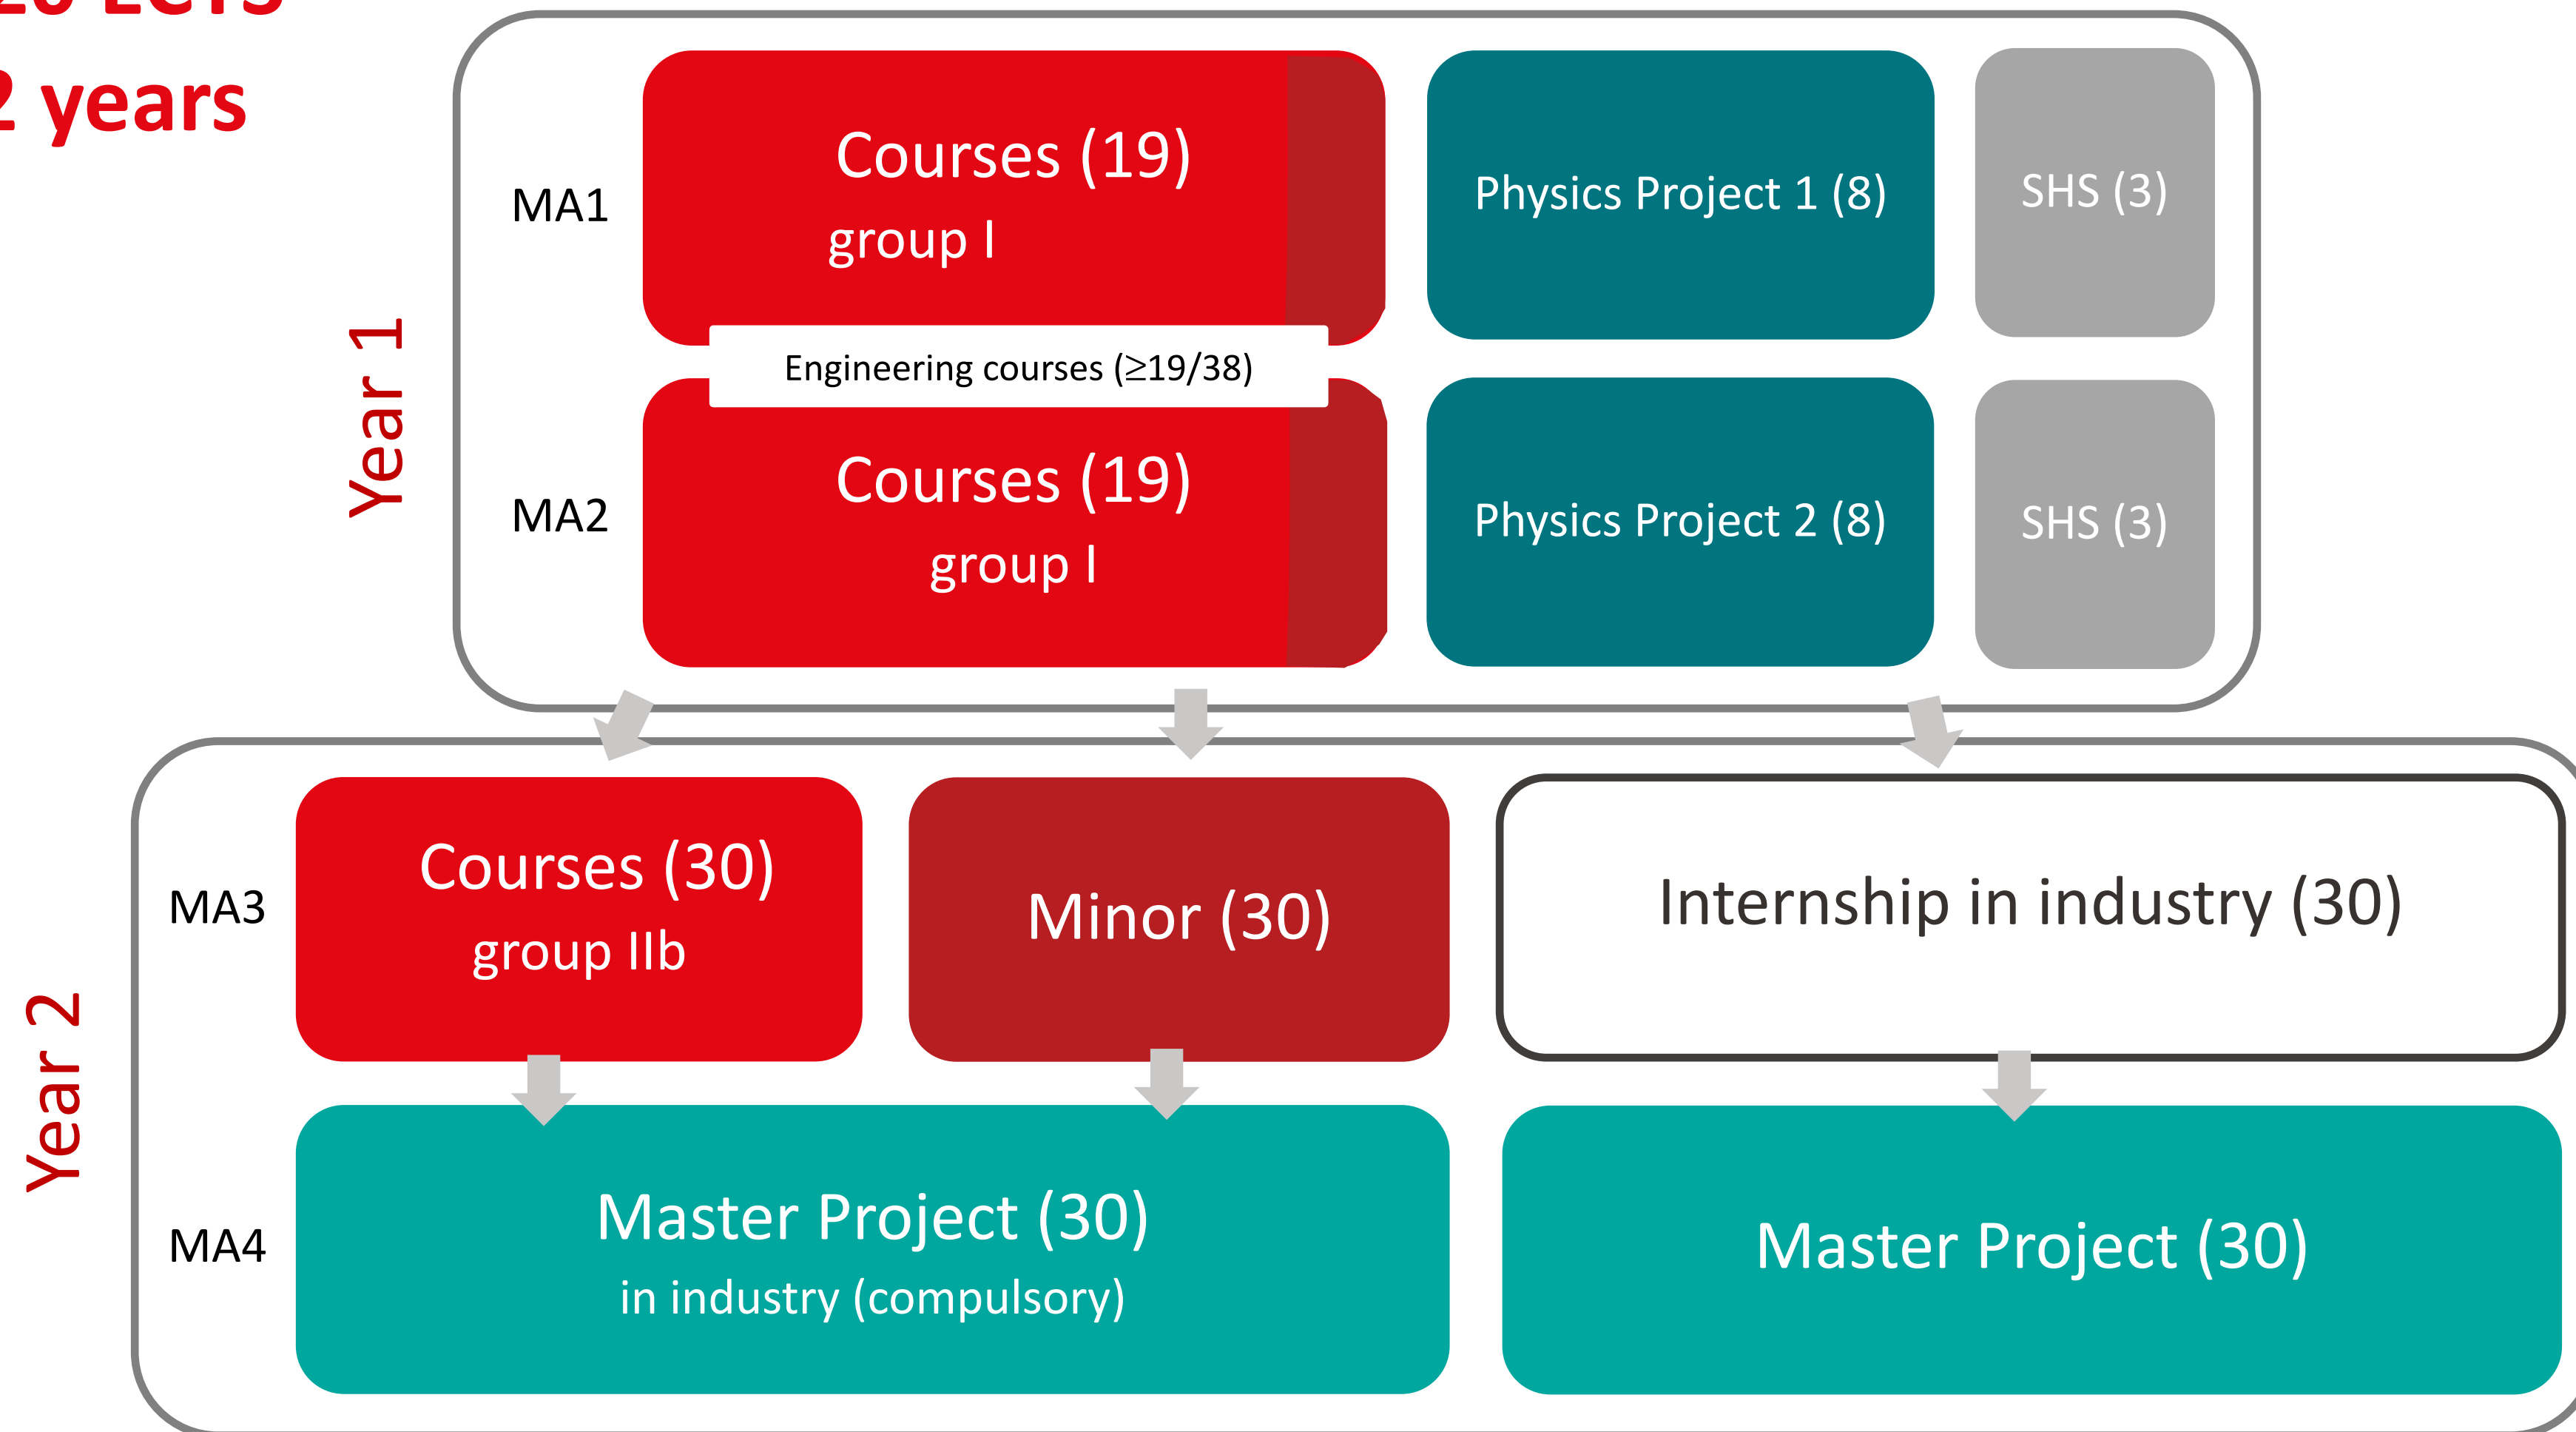 20 ECTS
2 years
Year 1
MA1
Courses (19)
group I
Physics Project 1 (8)
SHS (3)
Engineering courses (≥19/38)
MA2
Courses (19)
group I
Physics Project 2 (8)
SHS (3)
Year 2
MA3
Courses (30)
group IIb
Minor (30)
Internship in industry (30)
MA4
Master Project (30)
in industry (compulsory)
Master Project (30)